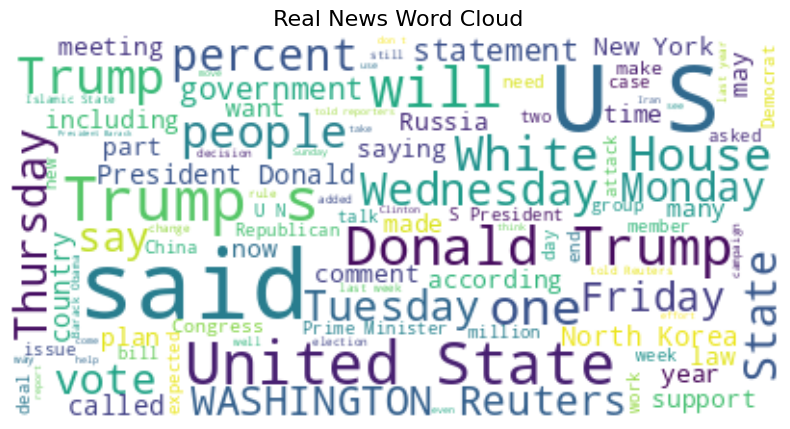 Real News Word Cloud
meeting
percent
statement
New York
don t
still
use
Trump
government
will
U S
make
case
may
last year
Democrat
move
Islamic State
want
need
told reporters
Iran
see
including
people
Russia
two
time
President Barack
take
part
decision
Sunday
saying
White House
asked
attack
Thursday
new
President Donald
Wednesday
Monday
Trump s
rule
added
U N
talk
Clinton
made
S President
group
many
change
say
China
Republican
now
Donald Trump
think
member
day
end
campaign
country
Barack Obama
said
comment
according
told Reuters
last week
Tuesday
one
Friday
State
effort
Congress
Prime Minister
million
plan
North Korea
issue
come
expected
bill
well
election
United State
week
law
way
help
vote
year
deal
report
called
WASHINGTON Reuters
even
work
support